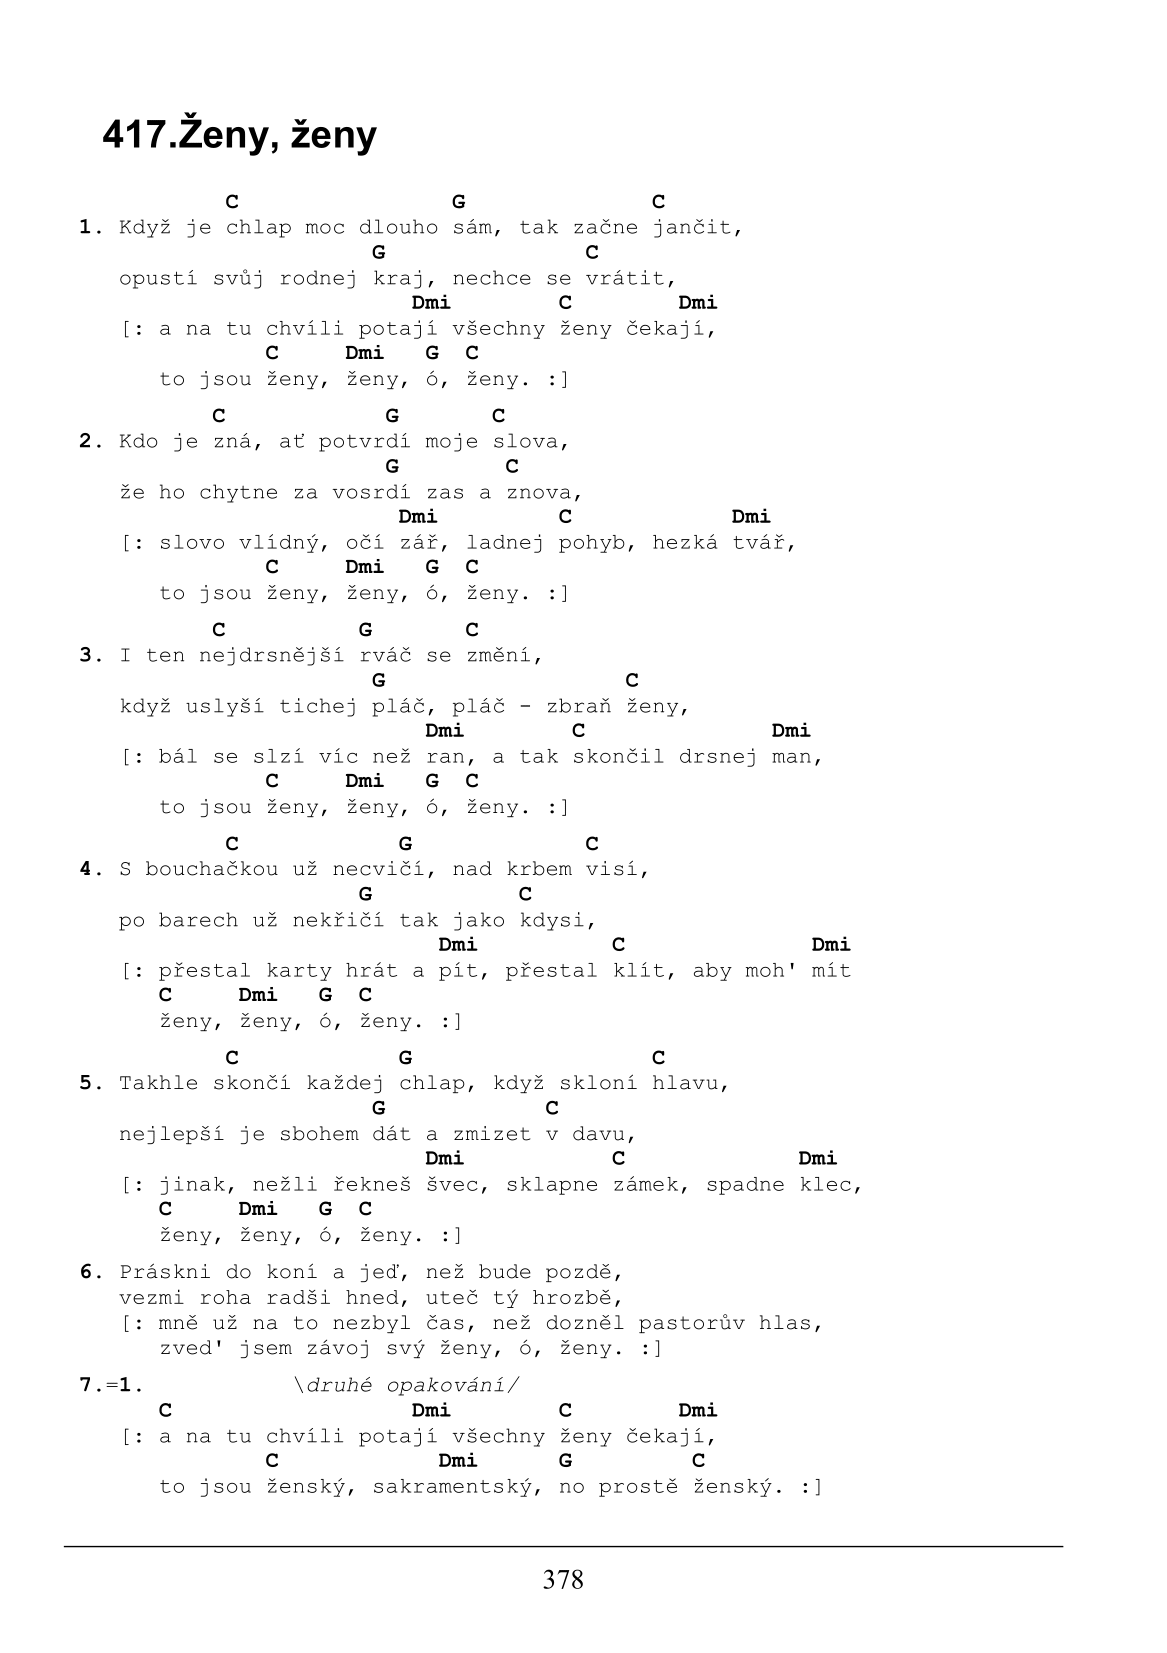 417.Ženy, ženy
C G C
1. Když je chlap moc dlouho sám, tak začne jančit,
G C
opustí svůj rodnej kraj, nechce se vrátit,
Dmi C Dmi
[: a na tu chvíli potají všechny ženy čekají,
C Dmi G C
to jsou ženy, ženy, ó, ženy. :]
C G C
2. Kdo je zná, ať potvrdí moje slova,
G C
že ho chytne za vosrdí zas a znova,
Dmi C Dmi
[: slovo vlídný, očí zář, ladnej pohyb, hezká tvář,
C Dmi G C
to jsou ženy, ženy, ó, ženy. :]
C G C
3. I ten nejdrsnější rváč se změní,
G C
když uslyší tichej pláč, pláč - zbraň ženy,
Dmi C Dmi
[: bál se slzí víc než ran, a tak skončil drsnej man,
C Dmi G C
to jsou ženy, ženy, ó, ženy. :]
C G C
4. S bouchačkou už necvičí, nad krbem visí,
G C
po barech už nekřičí tak jako kdysi,
Dmi C Dmi
[: přestal karty hrát a pít, přestal klít, aby moh' mít
C Dmi G C
ženy, ženy, ó, ženy. :]
C G C
5. Takhle skončí každej chlap, když skloní hlavu,
G C
nejlepší je sbohem dát a zmizet v davu,
Dmi C Dmi
[: jinak, nežli řekneš švec, sklapne zámek, spadne klec,
C Dmi G C
ženy, ženy, ó, ženy. :]
6. Práskni do koní a jeď, než bude pozdě,
vezmi roha radši hned, uteč tý hrozbě,
[: mně už na to nezbyl čas, než dozněl pastorův hlas,
zved' jsem závoj svý ženy, ó, ženy. :]
7.=1. \druhé opakování/
C Dmi C Dmi
[: a na tu chvíli potají všechny ženy čekají,
C Dmi G C
to jsou ženský, sakramentský, no prostě ženský. :]
378